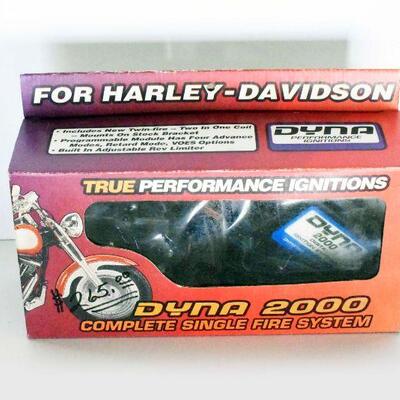 FOR HARLEY-DAVIDSON
• Includes New Twin-fire – Two In One Coil
- Mounts On Stock Bracket
• Programmable Module Has Four Advance
Modes, Retard Mode, VOES Options
• Built In Adjustable Rev Limiter
DYNA
PERFORMANCE
IGNITIONS
TRUE PERFORMANCE IGNITIONS
DYNA
2000
265.00
DYNA 2000
COMPLETE SINGLE FIRE SYSTEM